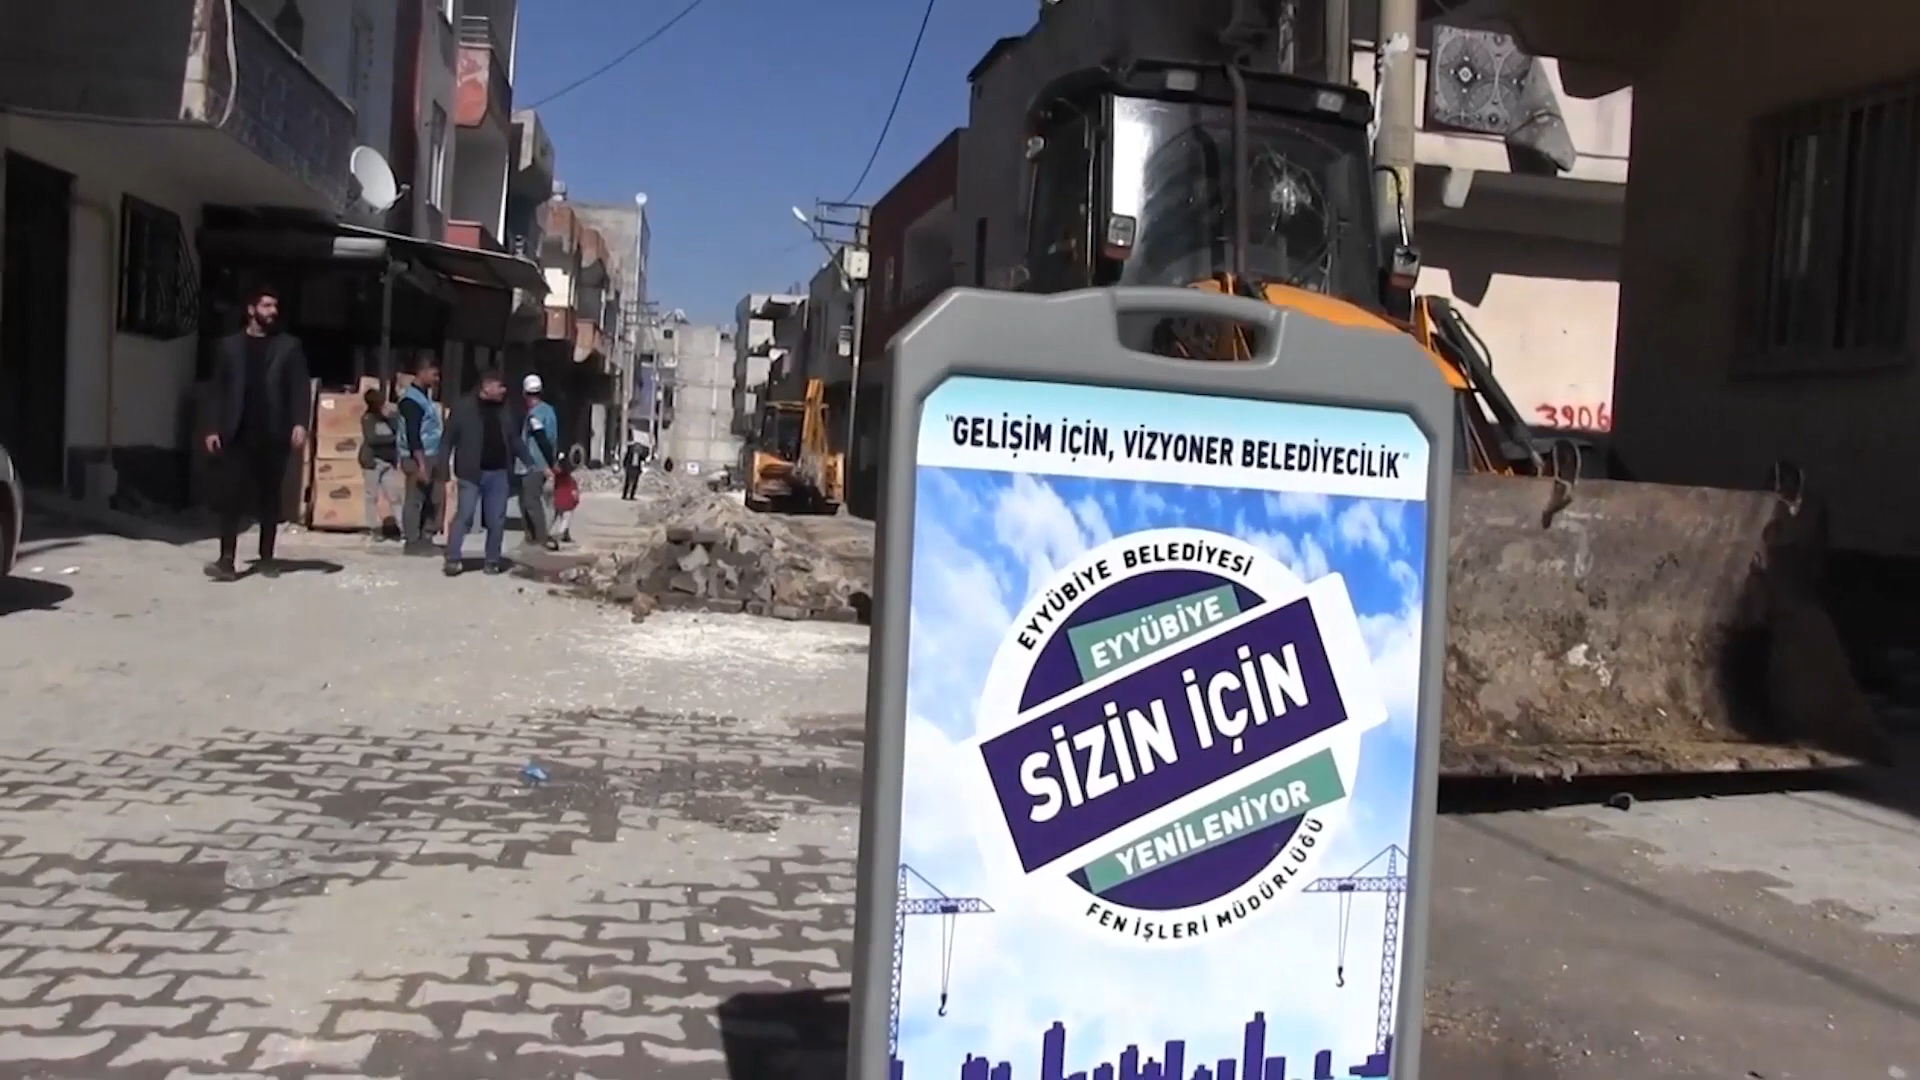 "GELİŞİM İÇİN, VİZYONER BELEDİYECİLİK"
EYYÜBİYE BELEDİYESİ
EYYÜBİYE
SİZİN İÇİN
YENİLENİYOR
FEN İŞLERİ MÜDÜRLÜĞÜ
3906